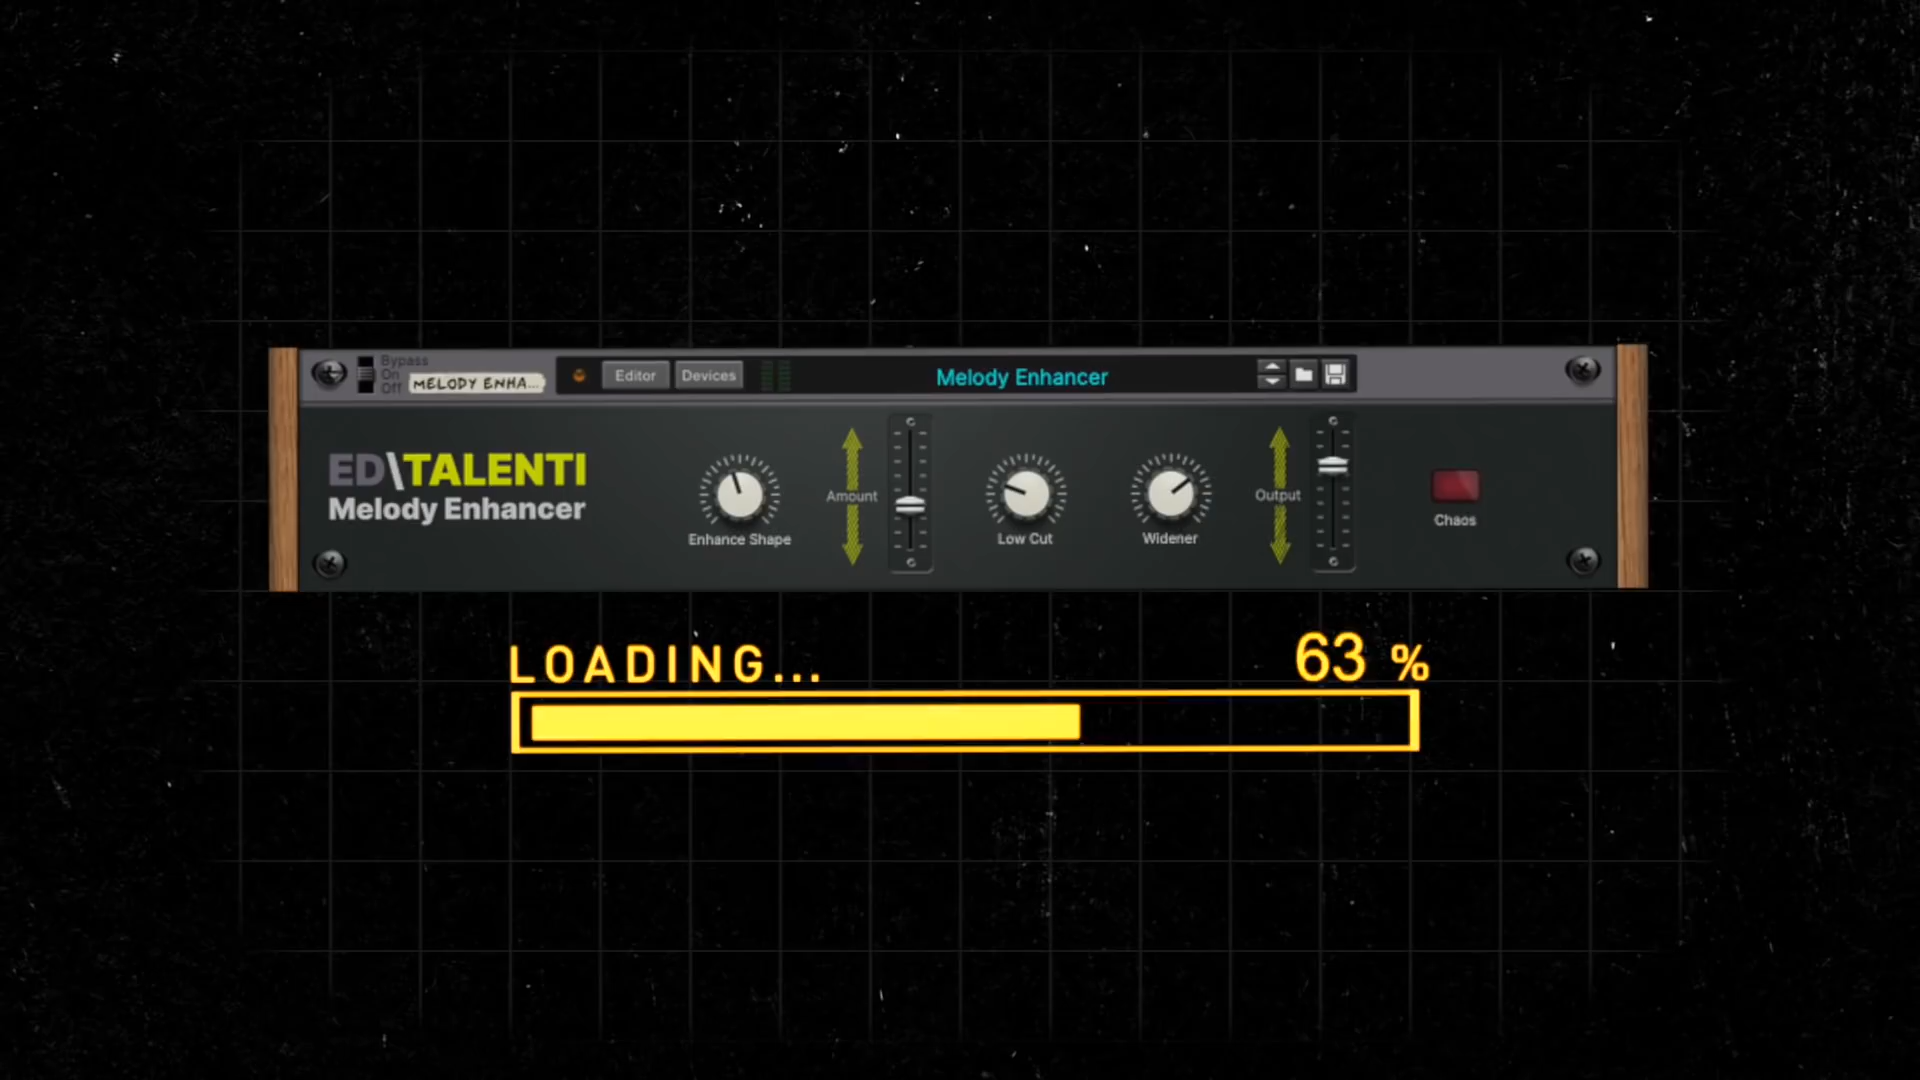 Bypass
On
Off
MELODY ENHA...
Editor
Devices
Melody Enhancer
ED\TALENTI
Melody Enhancer
Enhance Shape
Amount
Low Cut
Widener
Output
Chaos
LOADING...
63 %